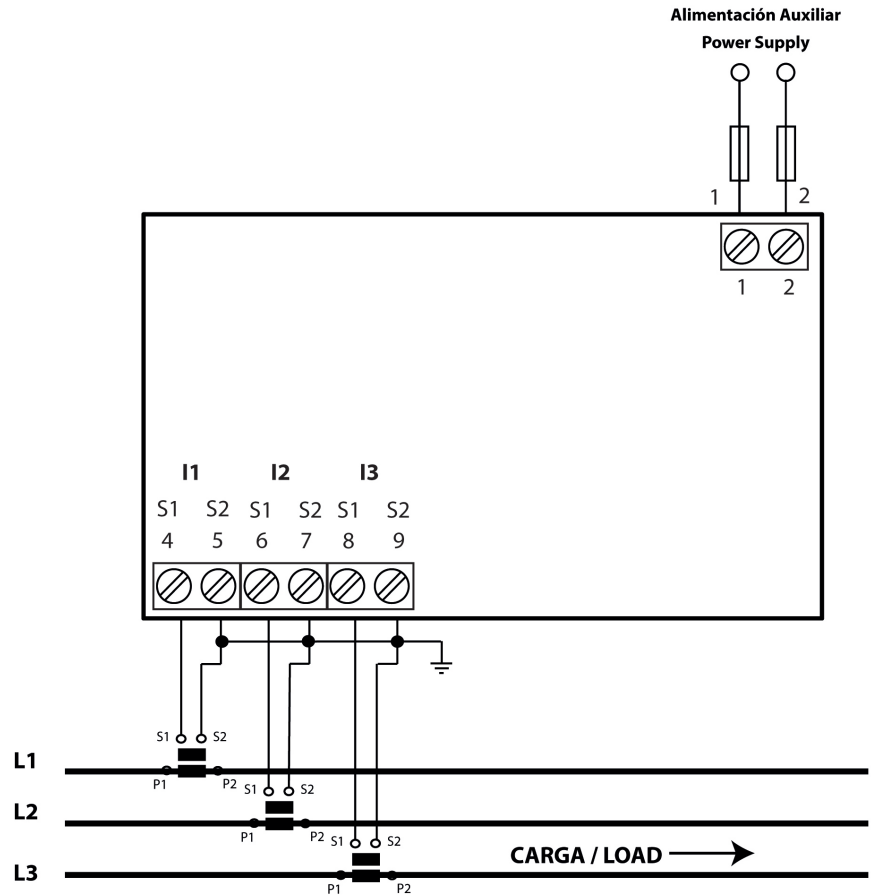 Alimentación Auxiliar
Power Supply
1 2
1 2
I1 I2 I3
S1 S2 S1 S2 S1 S2
4 5 6 7 8 9
S1 S2
L1
P1 P2
S1 S2
L2
P1 P2
S1 S2
CARGA / LOAD
L3
P1 P2